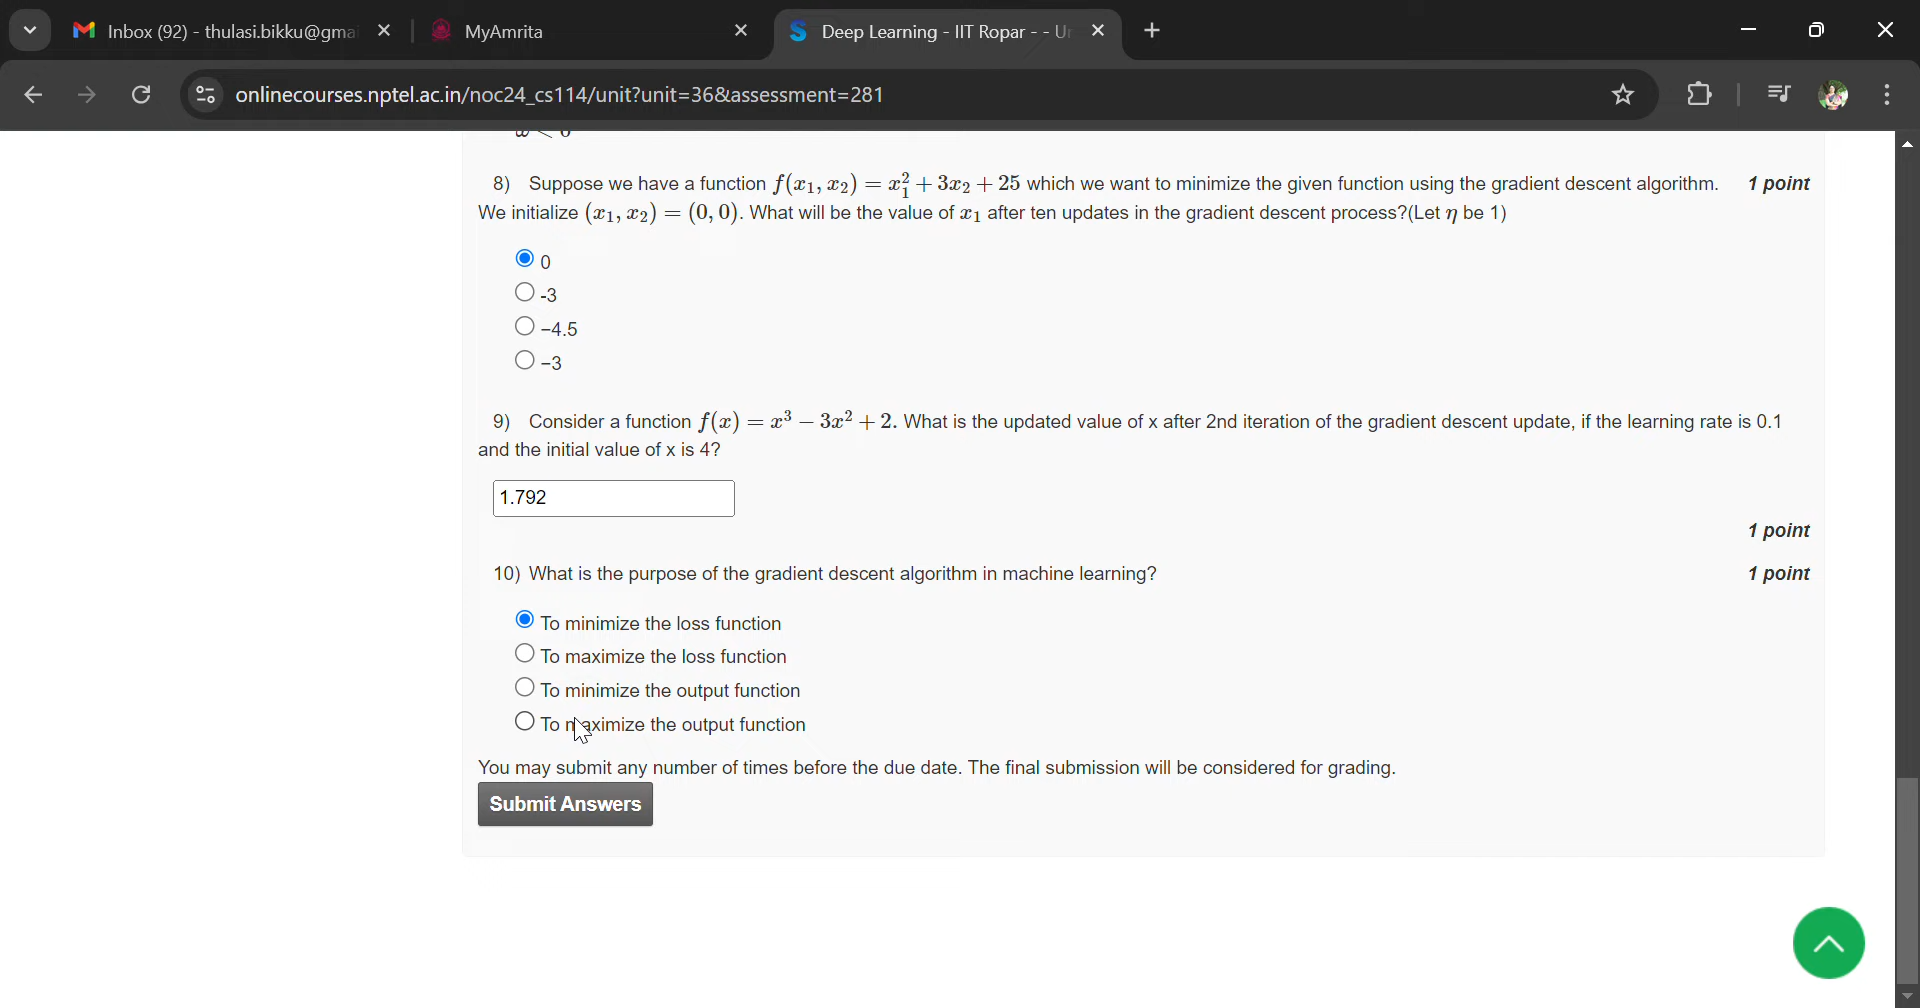 Inbox (92) - thulasi.bikku@gma
MyAmrita
Deep Learning - IIT Ropar - - Un
onlinecourses.nptel.ac.in/noc24_cs114/unit?unit=36&assessment=281
8) Suppose we have a function f(x₁, x₂) = x₁² + 3x₂ + 25 which we want to minimize the given function using the gradient descent algorithm. 1 point
We initialize (x₁, x₂) = (0, 0). What will be the value of x₁ after ten updates in the gradient descent process?(Let η be 1)
0
-3
−4.5
−3
9) Consider a function f(x) = x³ − 3x² + 2. What is the updated value of x after 2nd iteration of the gradient descent update, if the learning rate is 0.1
and the initial value of x is 4?
1.792
1 point
10) What is the purpose of the gradient descent algorithm in machine learning? 1 point
To minimize the loss function
To maximize the loss function
To minimize the output function
To maximize the output function
You may submit any number of times before the due date. The final submission will be considered for grading.
Submit Answers